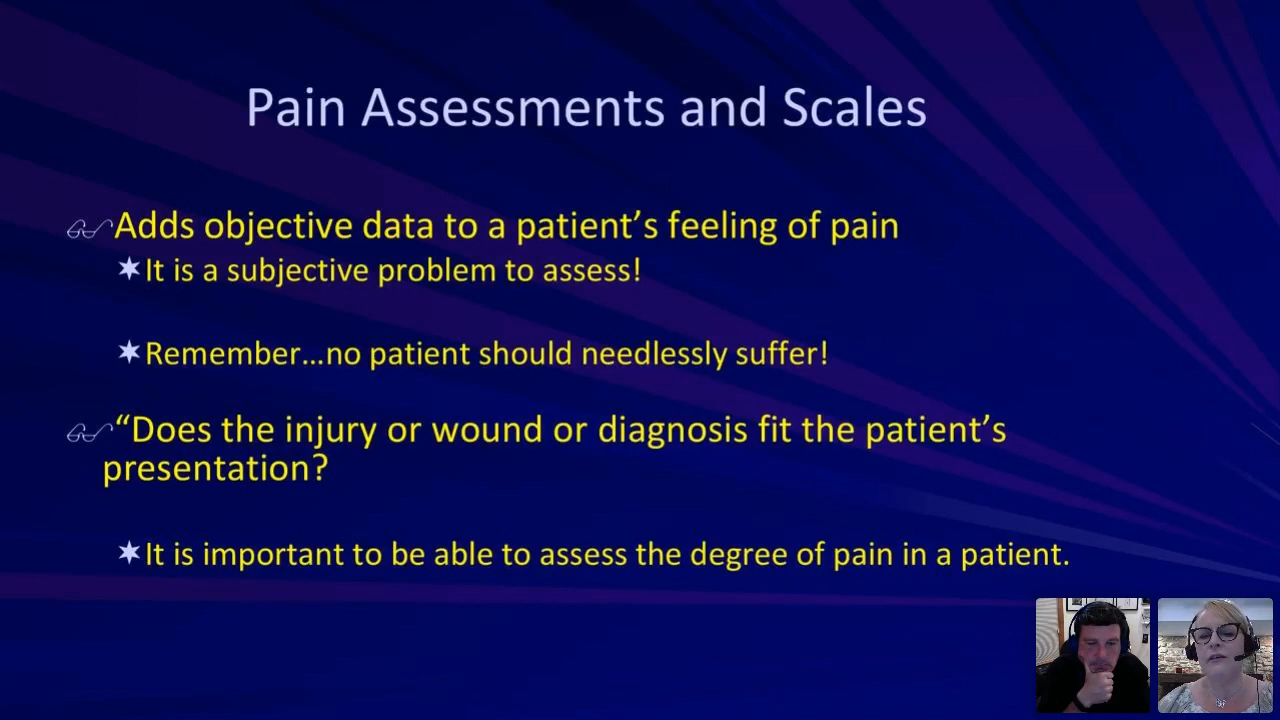 Pain Assessments and Scales
Adds objective data to a patient’s feeling of pain
It is a subjective problem to assess!
Remember…no patient should needlessly suffer!
“Does the injury or wound or diagnosis fit the patient’s
presentation?
It is important to be able to assess the degree of pain in a patient.